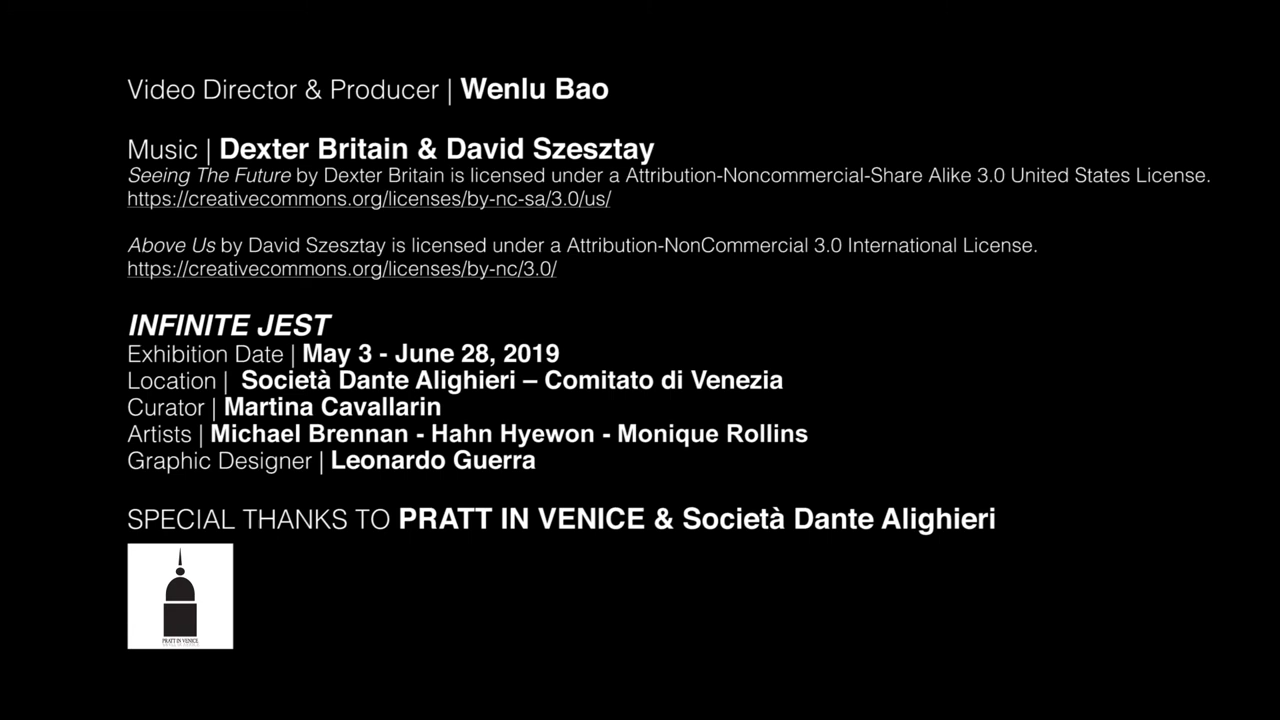 Video Director & Producer | Wenlu Bao
Music | Dexter Britain & David Szesztay
Seeing The Future by Dexter Britain is licensed under a Attribution-Noncommercial-Share Alike 3.0 United States License.
https://creativecommons.org/licenses/by-nc-sa/3.0/us/
Above Us by David Szesztay is licensed under a Attribution-NonCommercial 3.0 International License.
https://creativecommons.org/licenses/by-nc/3.0/
INFINITE JEST
Exhibition Date | May 3 - June 28, 2019
Location | Società Dante Alighieri – Comitato di Venezia
Curator | Martina Cavallarin
Artists | Michael Brennan - Hahn Hyewon - Monique Rollins
Graphic Designer | Leonardo Guerra
SPECIAL THANKS TO PRATT IN VENICE & Società Dante Alighieri
PRATT IN VENICE